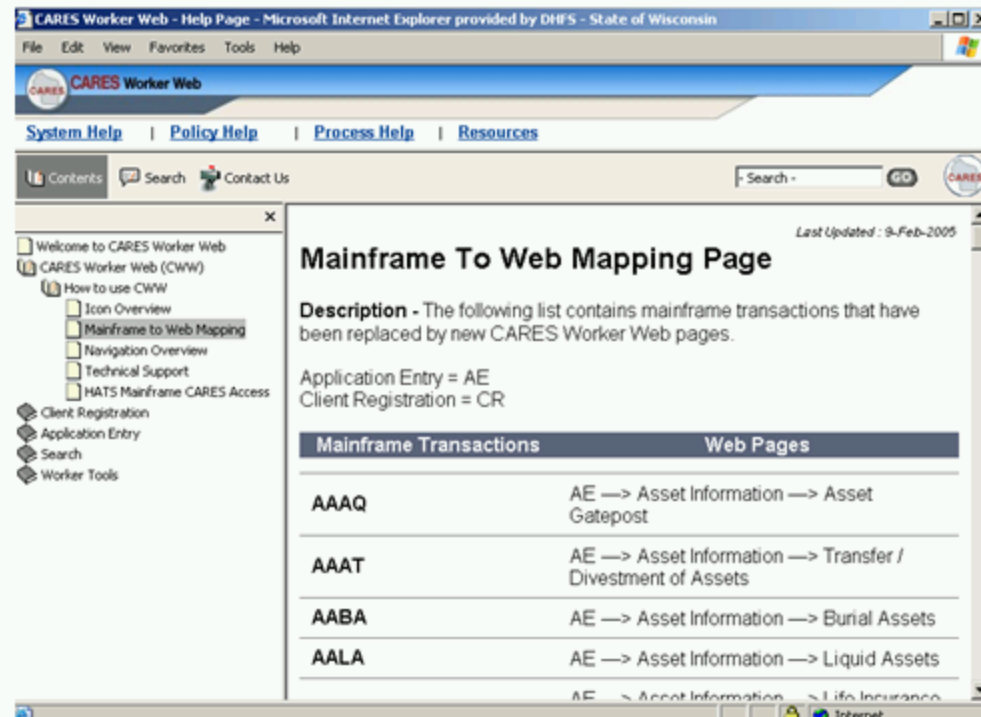 CARES Worker Web - Help Page - Microsoft Internet Explorer provided by DHFS - State of Wisconsin
File Edit View Favorites Tools Help
CARES CARES Worker Web
System Help | Policy Help | Process Help | Resources
Contents Search Contact Us - Search - GO CARES
Last Updated : 9-Feb-2005
Welcome to CARES Worker Web
CARES Worker Web (CWW)
How to use CWW
Icon Overview
Mainframe to Web Mapping
Navigation Overview
Technical Support
HATS Mainframe CARES Access
Client Registration
Application Entry
Search
Worker Tools
Mainframe To Web Mapping Page
Description - The following list contains mainframe transactions that have
been replaced by new CARES Worker Web pages.
Application Entry = AE
Client Registration = CR
Mainframe Transactions Web Pages
AAAQ AE —> Asset Information —> Asset
Gatepost
AAAT AE —> Asset Information —> Transfer /
Divestment of Assets
AABA AE —> Asset Information —> Burial Assets
AALA AE —> Asset Information —> Liquid Assets
AE —> Asset Information —> Life Insurance
Internet